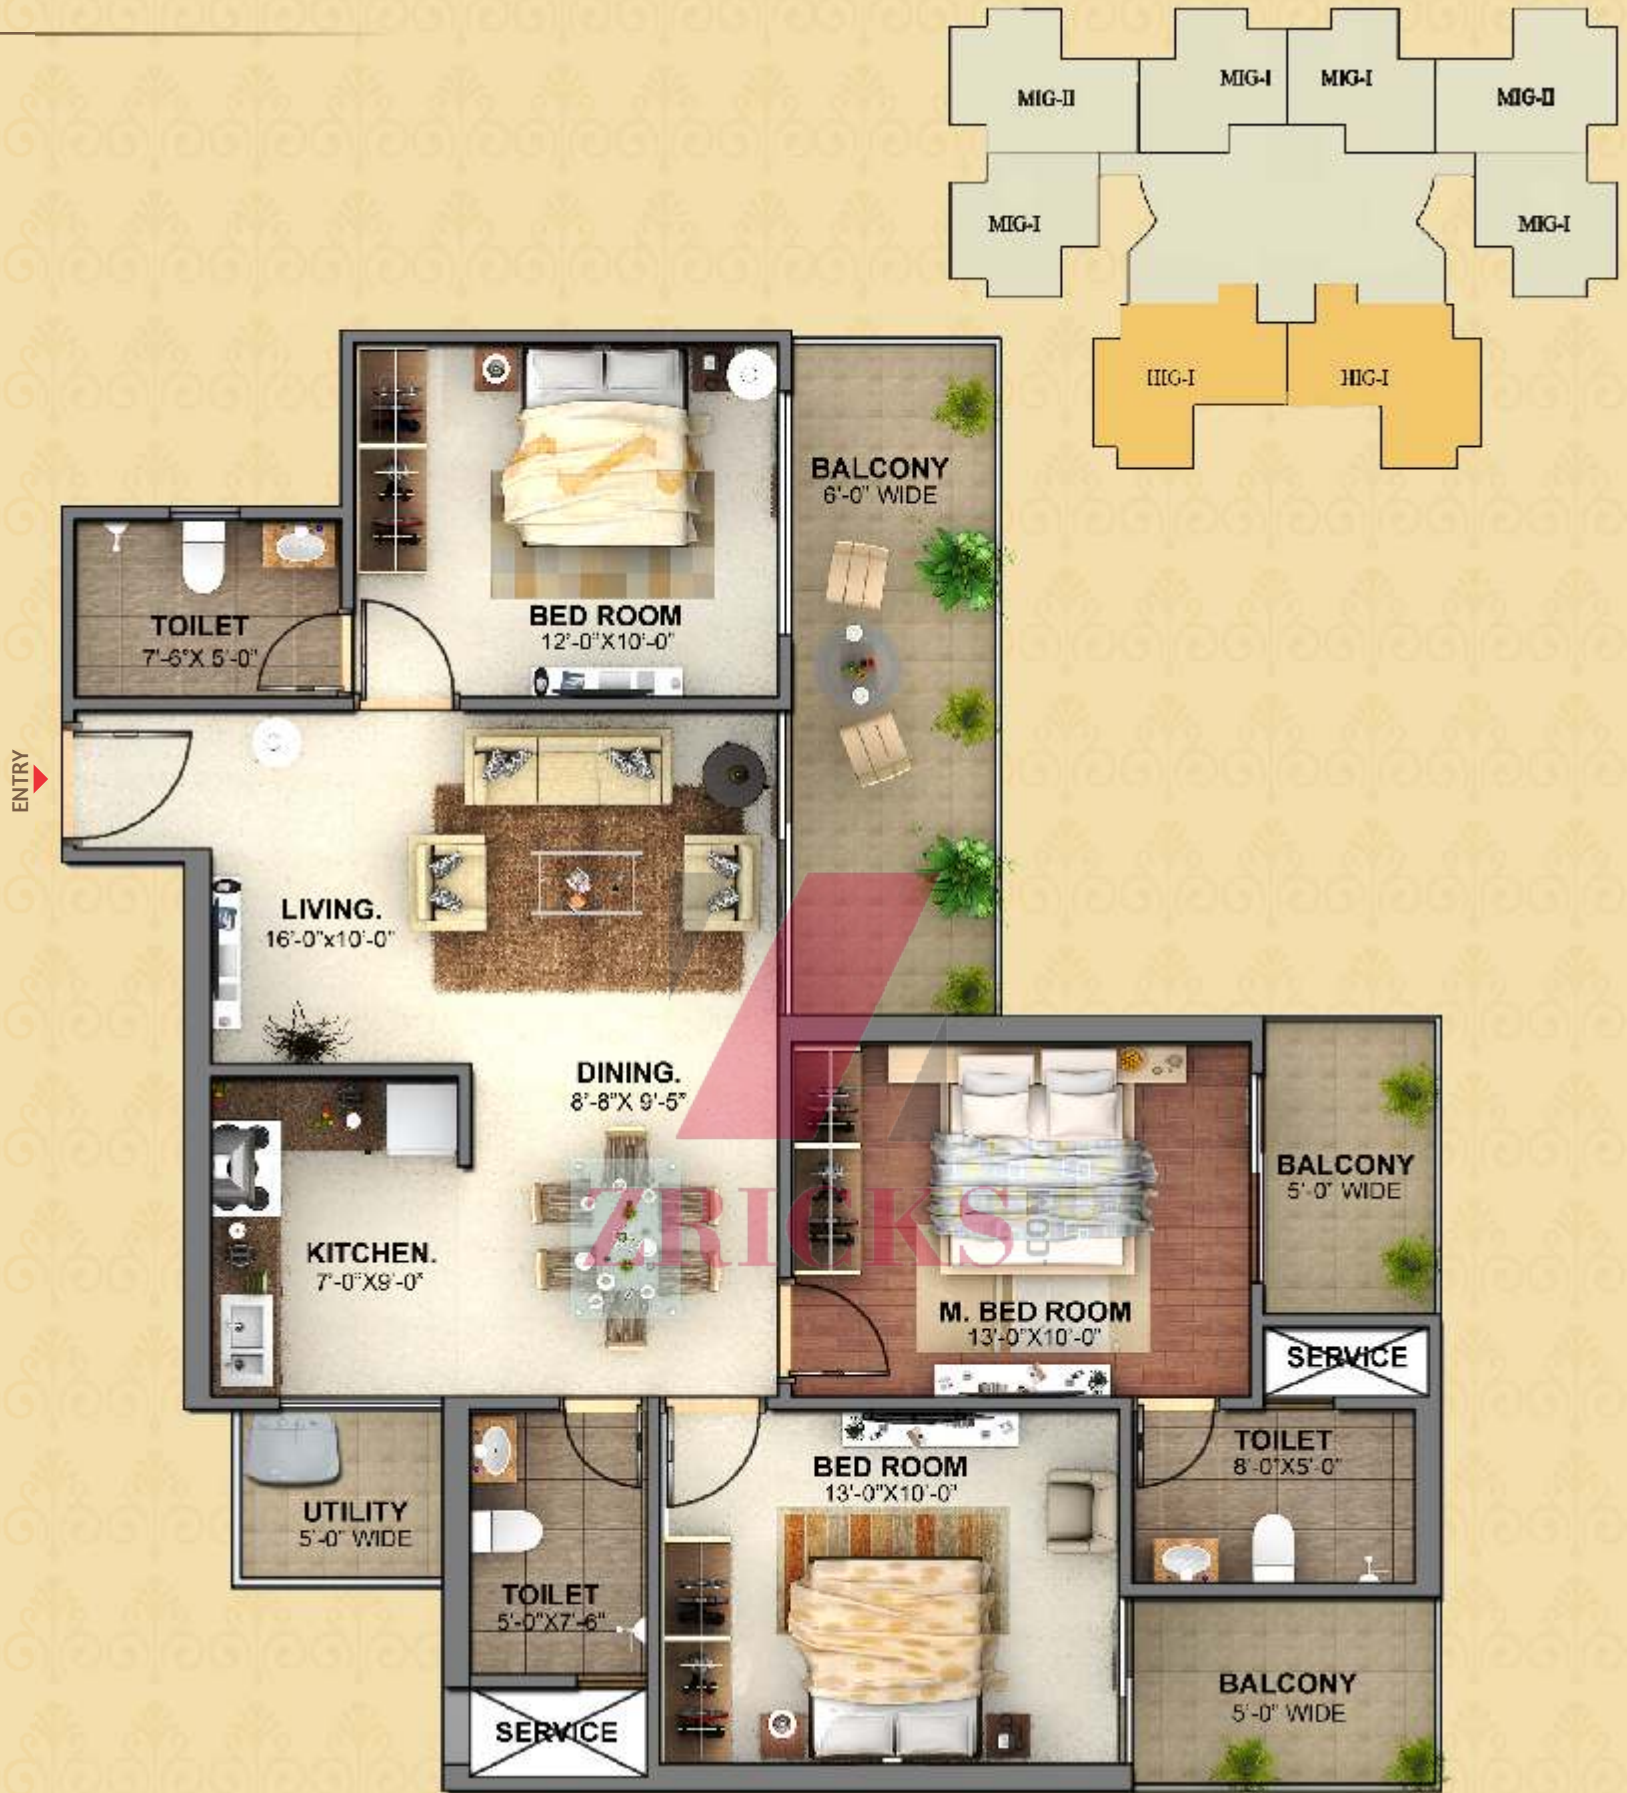 MIG-II
MIG-I
MIG-I
MIG-II
MIG-I
MIG-I
HIG-I
HIG-I
BALCONY
6'-0" WIDE
BED ROOM
12'-0"X10'-0"
TOILET
7'-6"X 5'-0"
ENTRY
LIVING.
16'-0"x10'-0"
DINING.
8'-8"X 9'-5"
BALCONY
5'-0" WIDE
ZRICKS
.COM
KITCHEN.
7'-0"X9'-0"
M. BED ROOM
13'-0"X10'-0"
SERVICE
TOILET
8'-0"X5'-0"
BED ROOM
13'-0"X10'-0"
UTILITY
5'-0" WIDE
TOILET
5'-0"X7'-6"
BALCONY
5'-0" WIDE
SERVICE